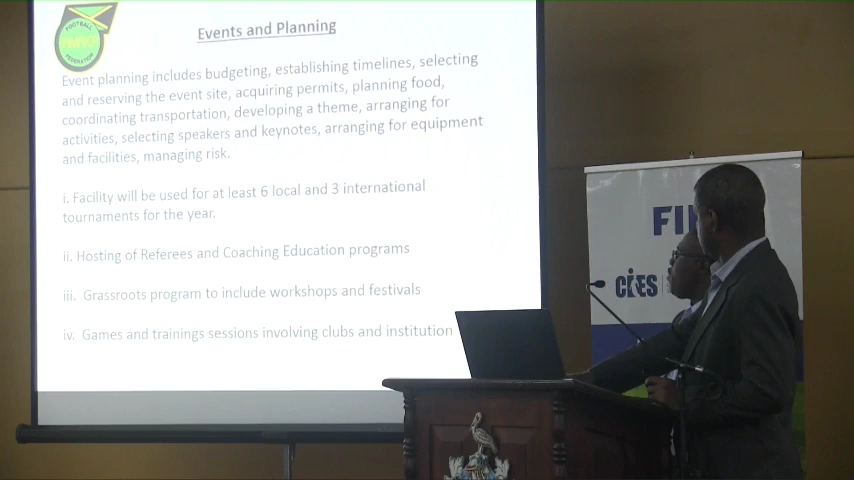 FOOTBALL
JAMAICA
FEDERATION
Events and Planning
Event planning includes budgeting, establishing timelines, selecting
and reserving the event site, acquiring permits, planning food,
coordinating transportation, developing a theme, arranging for
activities, selecting speakers and keynotes, arranging for equipment
and facilities, managing risk.
i. Facility will be used for at least 6 local and 3 international
tournaments for the year.
ii. Hosting of Referees and Coaching Education programs
iii. Grassroots program to include workshops and festivals
iv. Games and trainings sessions involving clubs and institution
CIES